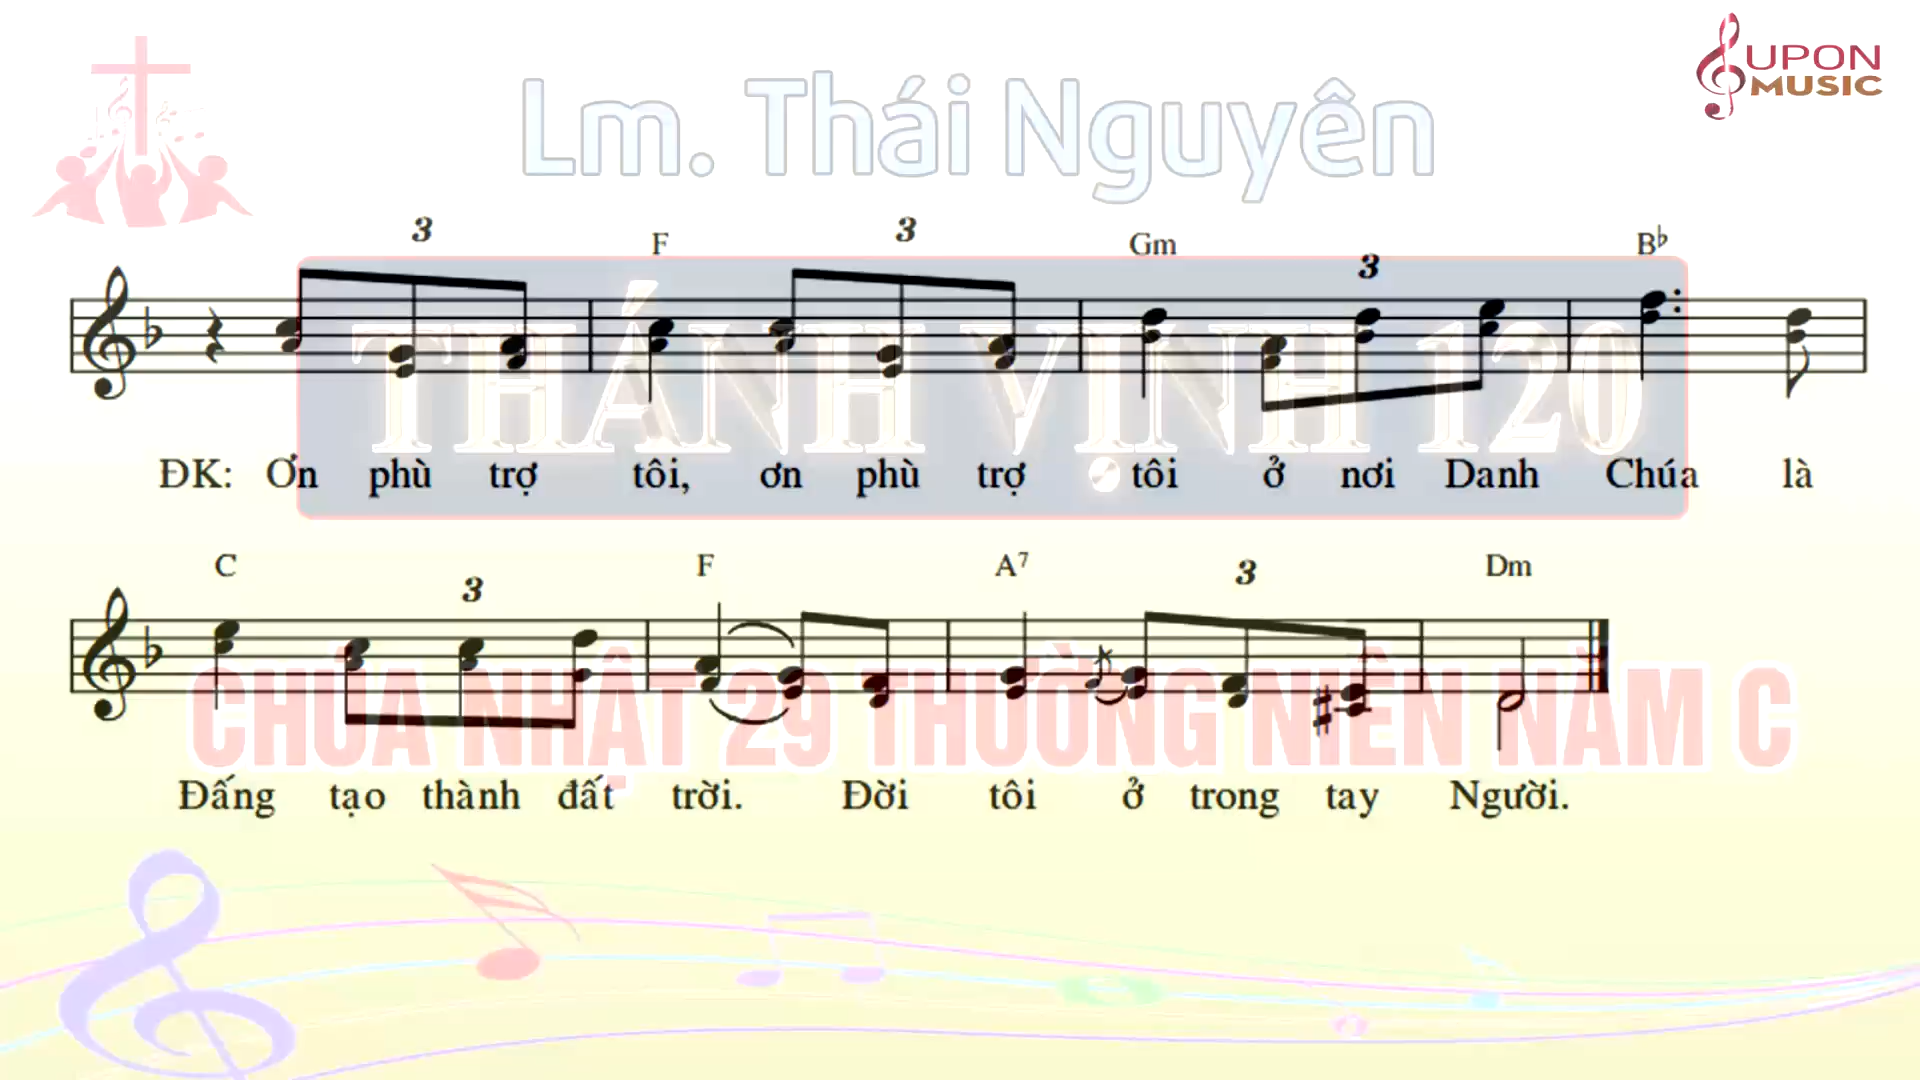 UPON
MUSIC
Lm. Thái Nguyên
3 F 3 Gm 3 B♭
THÁNH VỊNH 120
ĐK: Ơn phù trợ tôi, ơn phù trợ tôi ở nơi Danh Chúa là
C 3 F A7 3 Dm
CHÚA NHẬT 29 THƯỜNG NIÊN NĂM C
Đấng tạo thành đất trời. Đời tôi ở trong tay Người.